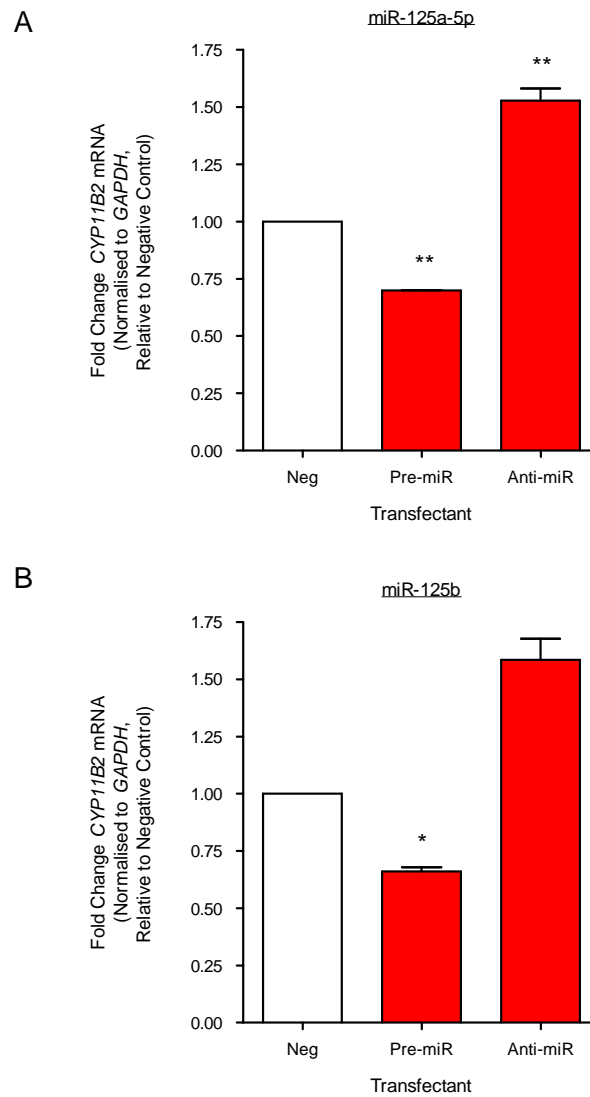 A
miR-125a-5p
Fold Change CYP11B2 mRNA
(Normalised to GAPDH,
Relative to Negative Control)
1.75
1.50
1.25
1.00
0.75
0.50
0.25
0.00
**
**
Neg Pre-miR Anti-miR
Transfectant
B
miR-125b
Fold Change CYP11B2 mRNA
(Normalised to GAPDH,
Relative to Negative Control)
1.75
1.50
1.25
1.00
0.75
0.50
0.25
0.00
*
Neg Pre-miR Anti-miR
Transfectant